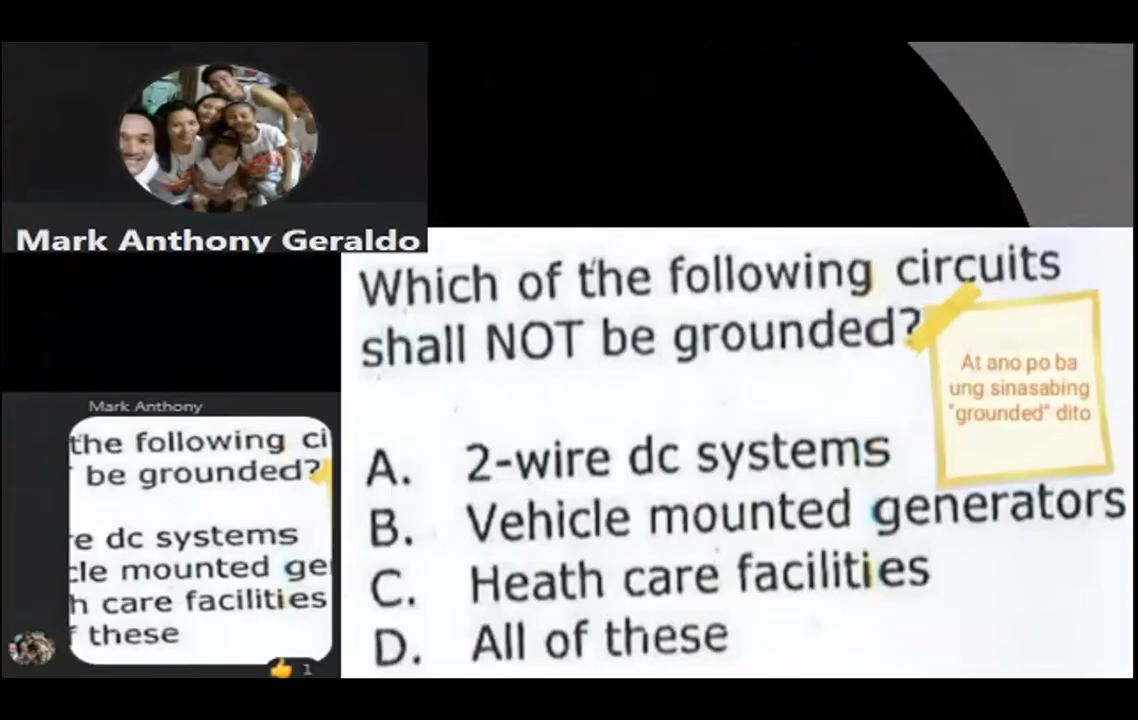 Mark Anthony Geraldo
Which of the following circuits
shall NOT be grounded?
At ano po ba
ung sinasabing
"grounded" dito
A. 2-wire dc systems
B. Vehicle mounted generators
C. Heath care facilities
D. All of these
Mark Anthony
the following ci
be grounded?
e dc systems
cle mounted ge
h care facilities
f these
1